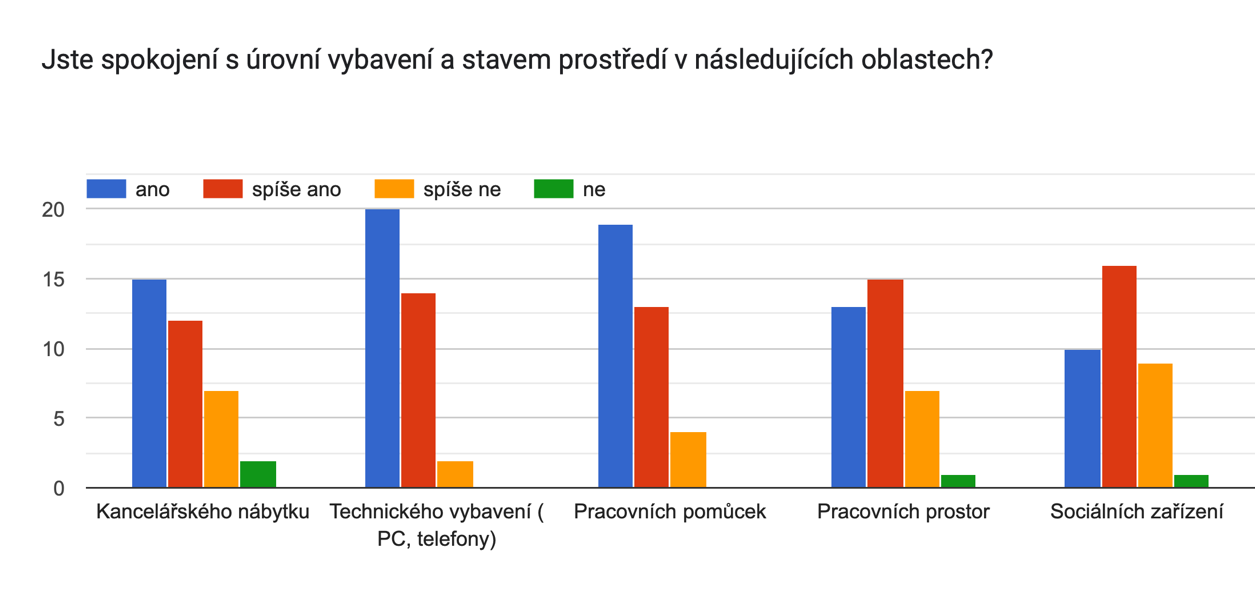 Jste spokojení s úrovní vybavení a stavem prostředí v následujících oblastech?
ano spíše ano spíše ne ne
20
15
10
5
0
Kancelářského nábytku Technického vybavení ( Pracovních pomůcek Pracovních prostor Sociálních zařízení
PC, telefony)